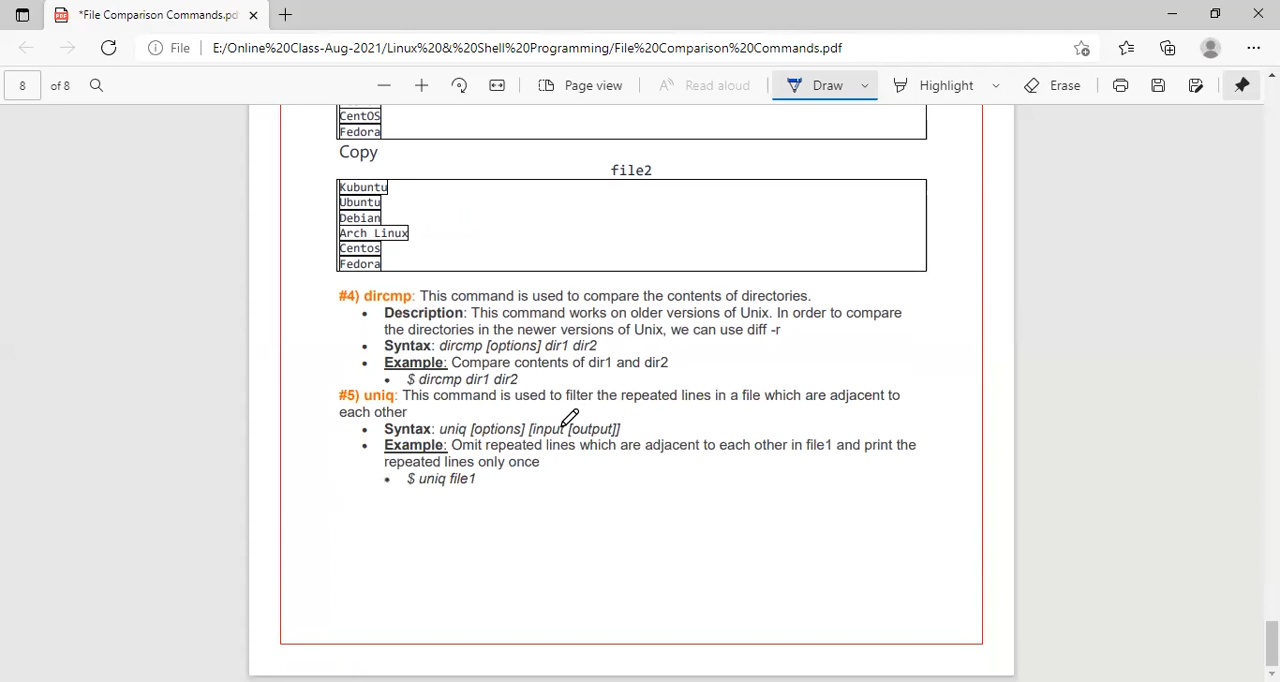 *File Comparison Commands.pd
File
E:/Online%20Class-Aug-2021/Linux%20&%20Shell%20Programming/File%20Comparison%20Commands.pdf
8 of 8
Page view
Read aloud
Draw
Highlight
Erase
CentOS
Fedora
Copy
file2
Kubuntu
Ubuntu
Debian
Arch Linux
Centos
Fedora
#4) dircmp: This command is used to compare the contents of directories.
• Description: This command works on older versions of Unix. In order to compare
the directories in the newer versions of Unix, we can use diff -r
• Syntax: dircmp [options] dir1 dir2
• Example: Compare contents of dir1 and dir2
• $ dircmp dir1 dir2
#5) uniq: This command is used to filter the repeated lines in a file which are adjacent to
each other
• Syntax: uniq [options] [input [output]]
• Example: Omit repeated lines which are adjacent to each other in file1 and print the
repeated lines only once
• $ uniq file1